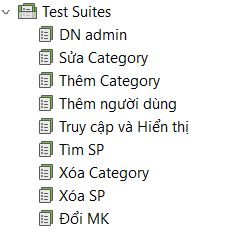 Test Suites
DN admin
Sửa Category
Thêm Category
Thêm người dùng
Truy cập và Hiển thị
Tìm SP
Xóa Category
Xóa SP
Đổi MK